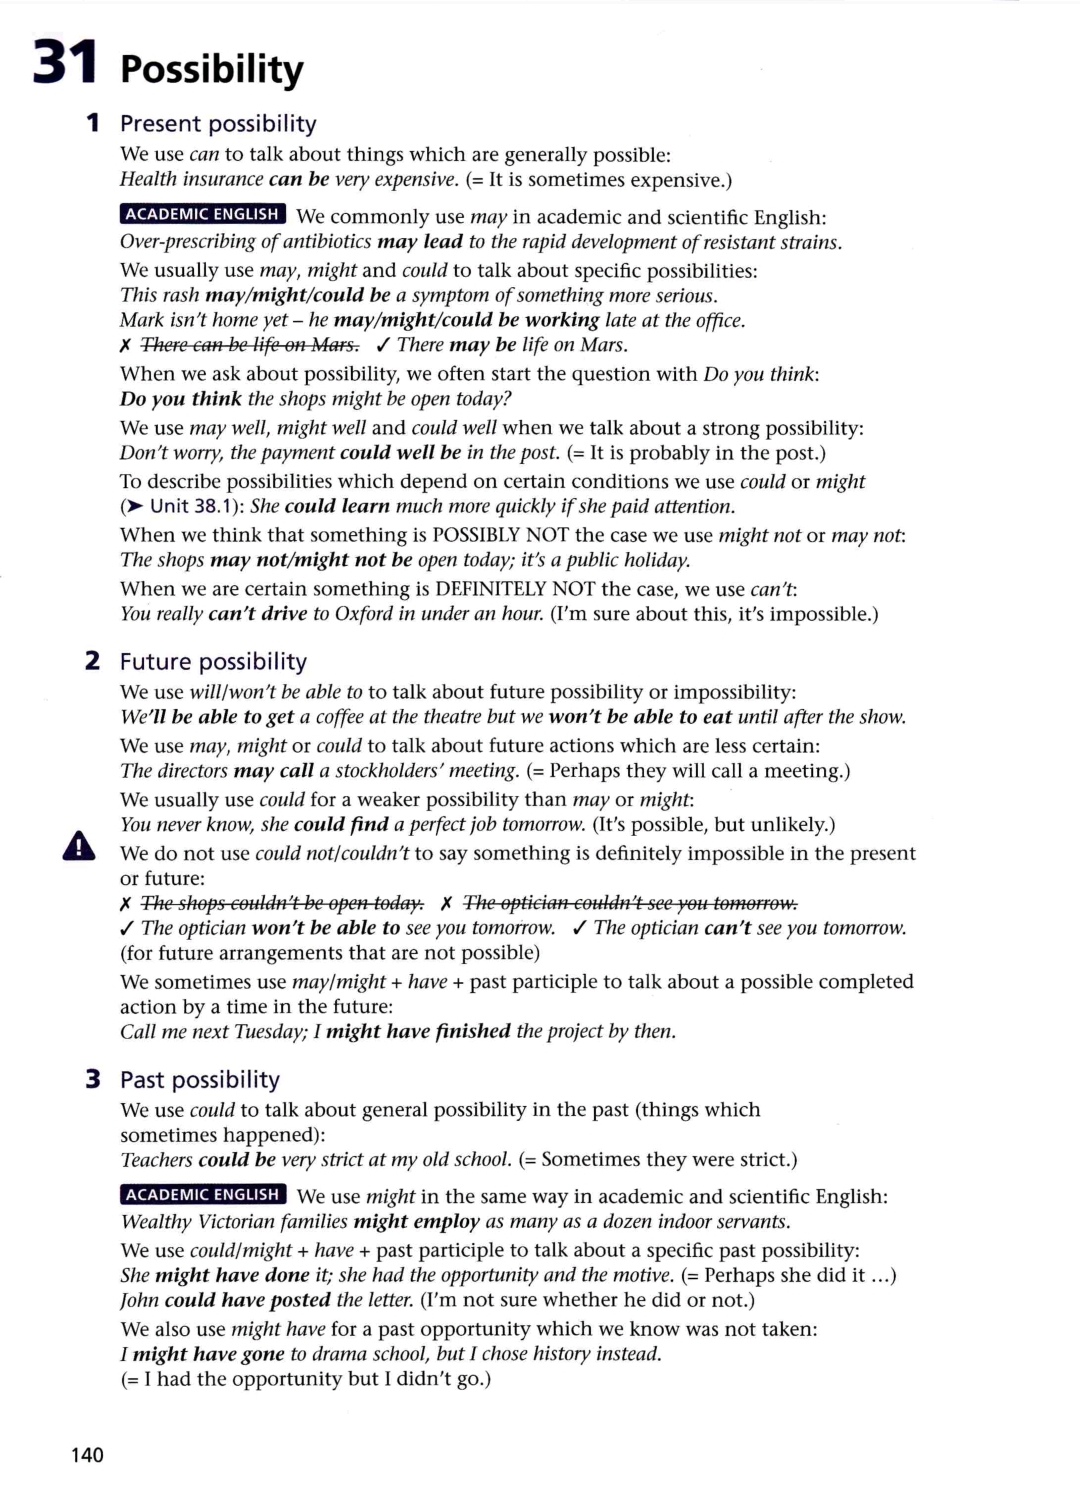 31 Possibility
1 Present possibility
We use can to talk about things which are generally possible:
Health insurance can be very expensive. (= It is sometimes expensive.)
ACADEMIC ENGLISH We commonly use may in academic and scientific English:
Over-prescribing of antibiotics may lead to the rapid development of resistant strains.
We usually use may, might and could to talk about specific possibilities:
This rash may/might/could be a symptom of something more serious.
Mark isn't home yet – he may/might/could be working late at the office.
✗ There can be life on Mars. ✓ There may be life on Mars.
When we ask about possibility, we often start the question with Do you think:
Do you think the shops might be open today?
We use may well, might well and could well when we talk about a strong possibility:
Don't worry, the payment could well be in the post. (= It is probably in the post.)
To describe possibilities which depend on certain conditions we use could or might
(➤ Unit 38.1): She could learn much more quickly if she paid attention.
When we think that something is POSSIBLY NOT the case we use might not or may not:
The shops may not/might not be open today; it's a public holiday.
When we are certain something is DEFINITELY NOT the case, we use can't:
You really can't drive to Oxford in under an hour. (I'm sure about this, it's impossible.)
2 Future possibility
We use will/won't be able to to talk about future possibility or impossibility:
We'll be able to get a coffee at the theatre but we won't be able to eat until after the show.
We use may, might or could to talk about future actions which are less certain:
The directors may call a stockholders' meeting. (= Perhaps they will call a meeting.)
We usually use could for a weaker possibility than may or might:
You never know, she could find a perfect job tomorrow. (It's possible, but unlikely.)
We do not use could not/couldn't to say something is definitely impossible in the present
or future:
✗ The shops couldn't be open today. ✗ The optician couldn't see you tomorrow.
✓ The optician won't be able to see you tomorrow. ✓ The optician can't see you tomorrow.
(for future arrangements that are not possible)
We sometimes use may/might + have + past participle to talk about a possible completed
action by a time in the future:
Call me next Tuesday; I might have finished the project by then.
3 Past possibility
We use could to talk about general possibility in the past (things which
sometimes happened):
Teachers could be very strict at my old school. (= Sometimes they were strict.)
ACADEMIC ENGLISH We use might in the same way in academic and scientific English:
Wealthy Victorian families might employ as many as a dozen indoor servants.
We use could/might + have + past participle to talk about a specific past possibility:
She might have done it; she had the opportunity and the motive. (= Perhaps she did it ...)
John could have posted the letter. (I'm not sure whether he did or not.)
We also use might have for a past opportunity which we know was not taken:
I might have gone to drama school, but I chose history instead.
(= I had the opportunity but I didn't go.)
140